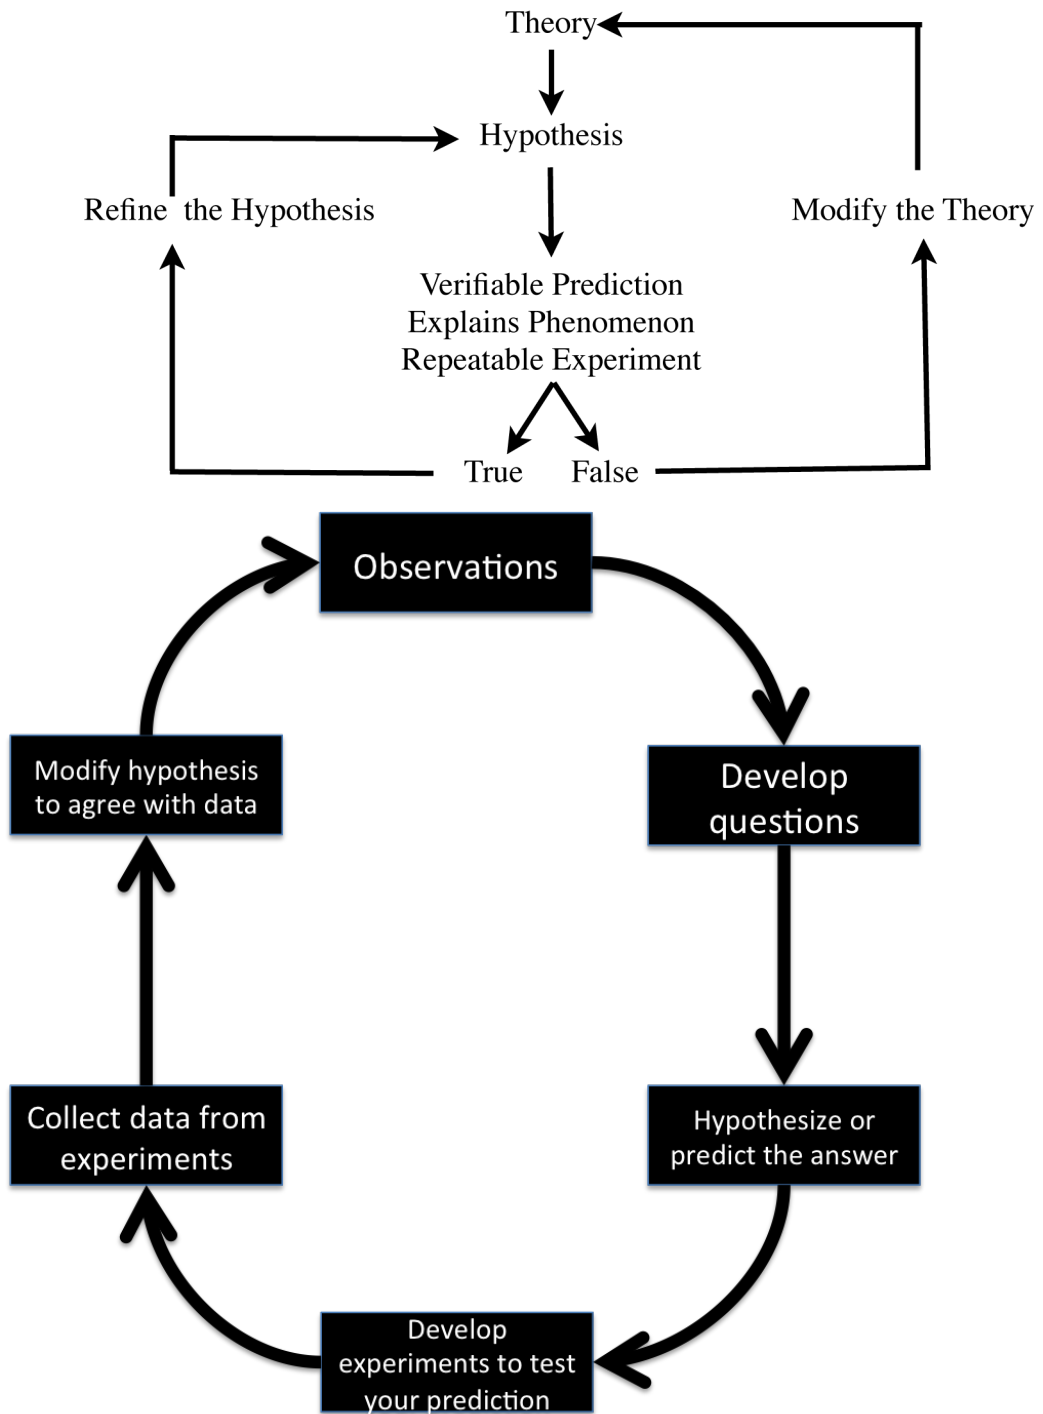 Theory
Hypothesis
Refine the Hypothesis
Modify the Theory
Verifiable Prediction
Explains Phenomenon
Repeatable Experiment
True
False
Observations
Develop
questions
Hypothesize or
predict the answer
Develop
experiments to test
your prediction
Collect data from
experiments
Modify hypothesis
to agree with data